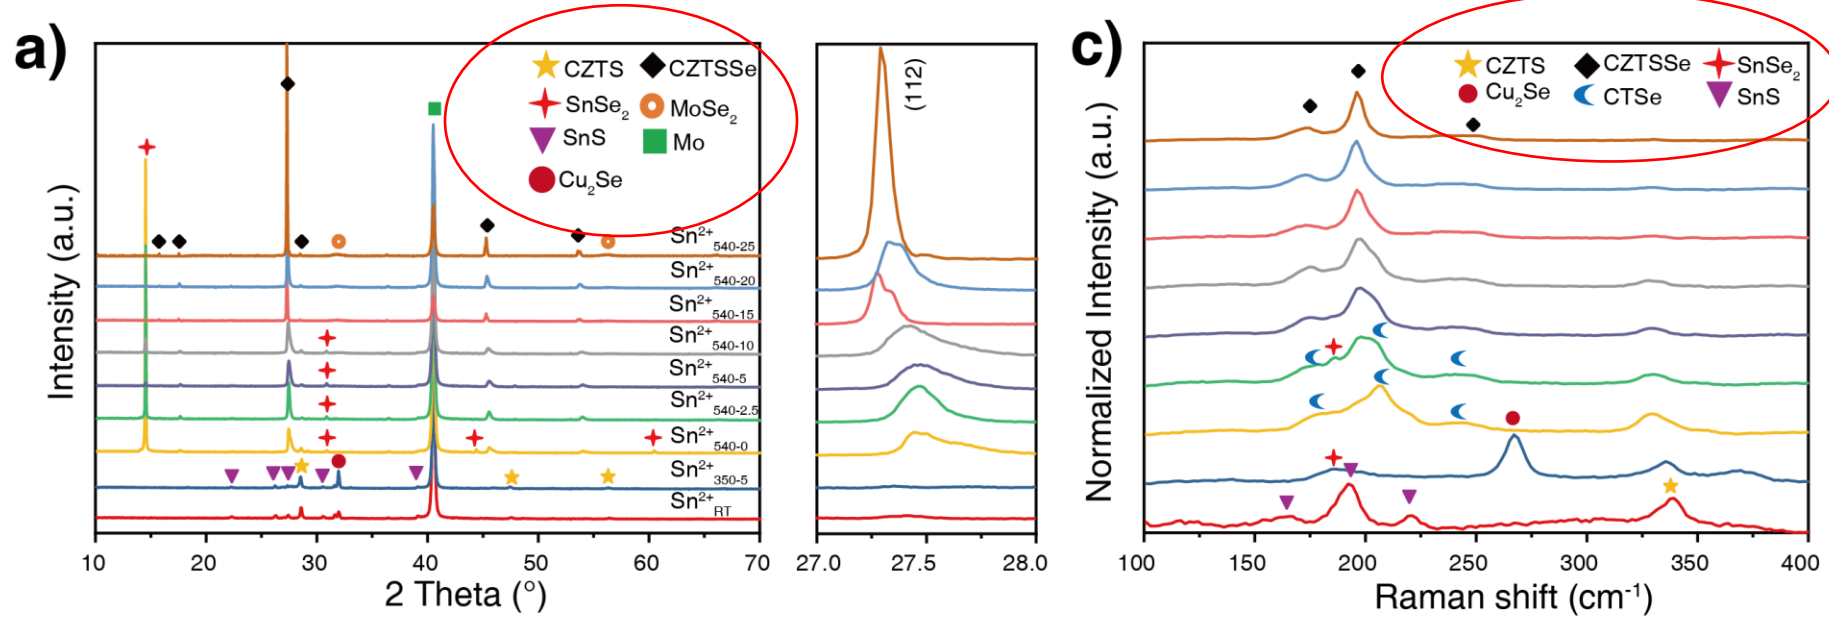 a)
CZTS CZTSSe
SnSe2 MoSe2
SnS Mo
Cu2Se
Intensity (a.u.)
Sn2+ 540-25
Sn2+ 540-20
Sn2+ 540-15
Sn2+ 540-10
Sn2+ 540-5
Sn2+ 540-2.5
Sn2+ 540-0
Sn2+ 350-5
Sn2+ RT
10 20 30 40 50 60 70
2 Theta (°)
(112)
27.0 27.5 28.0
c)
CZTS CZTSSe SnSe2
Cu2Se CTSe SnS
Normalized Intensity (a.u.)
100 150 200 250 300 350 400
Raman shift (cm-1)